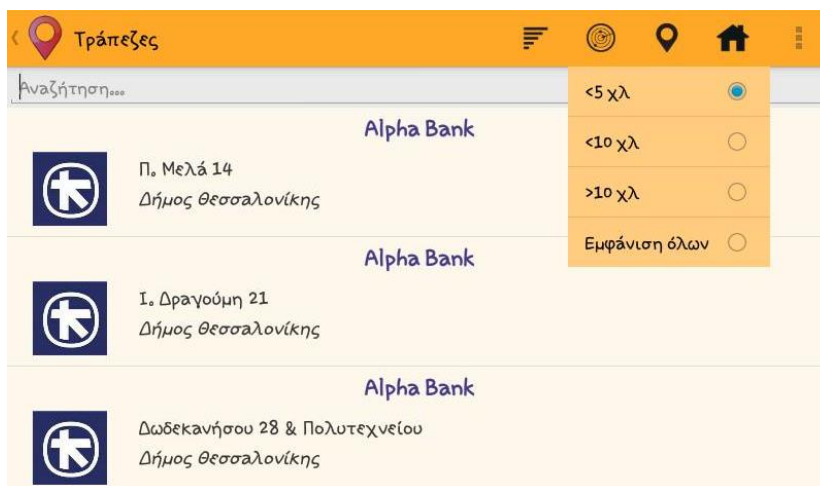 Τράπεζες
Αναζήτηση...
<5 χλ
<10 χλ
>10 χλ
Εμφάνιση όλων
Alpha Bank
Π. Μελά 14
Δήμος Θεσσαλονίκης
Alpha Bank
Ι. Δραγούμη 21
Δήμος Θεσσαλονίκης
Alpha Bank
Δωδεκανήσου 28 & Πολυτεχνείου
Δήμος Θεσσαλονίκης